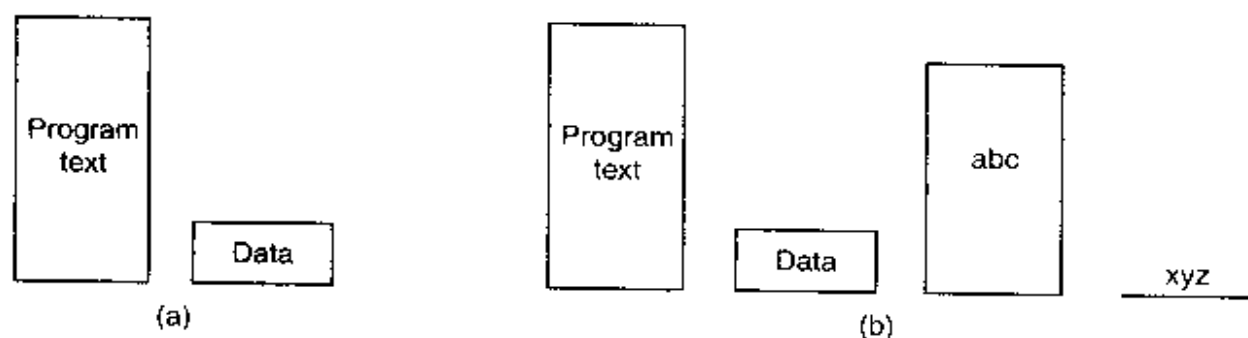 Program
text
Data
(a)
Program
text
Data
abc
xyz
(b)